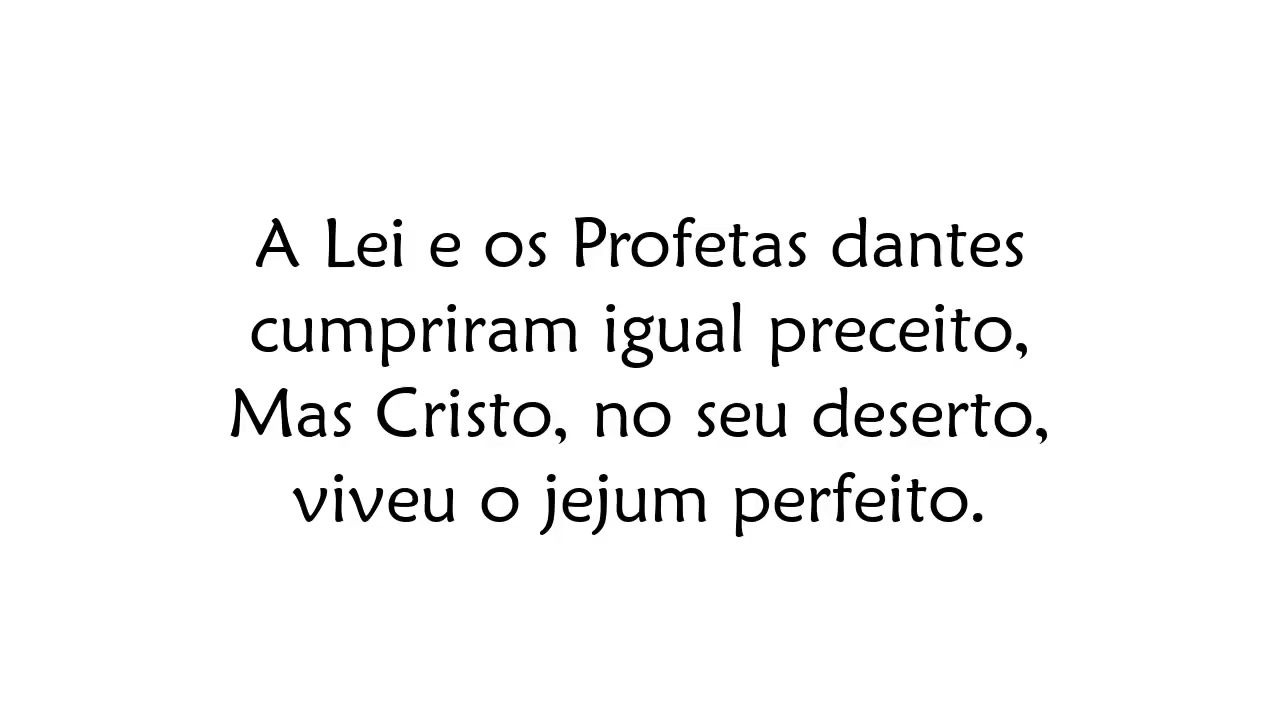 A Lei e os Profetas dantes
cumpriram igual preceito,
Mas Cristo, no seu deserto,
viveu o jejum perfeito.